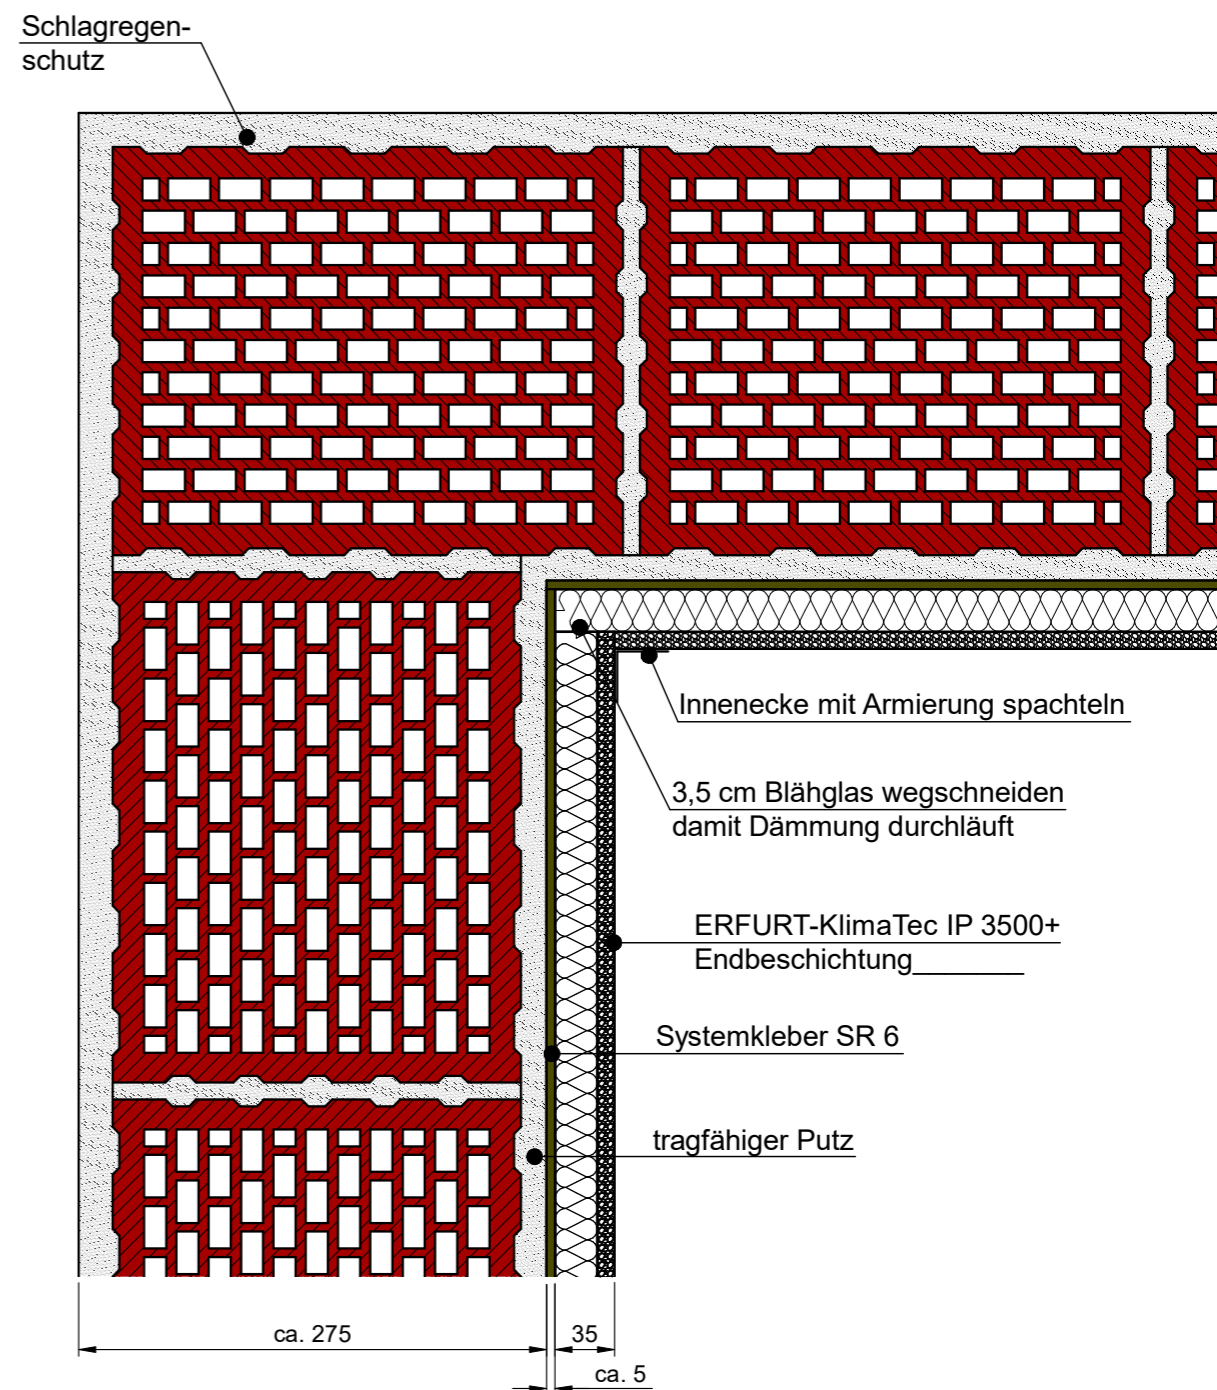 Schlagregen-
schutz
Innenecke mit Armierung spachteln
3,5 cm Blähglas wegschneiden
damit Dämmung durchläuft
ERFURT-KlimaTec IP 3500+
Endbeschichtung_______
Systemkleber SR 6
tragfähiger Putz
ca. 275
35
ca. 5